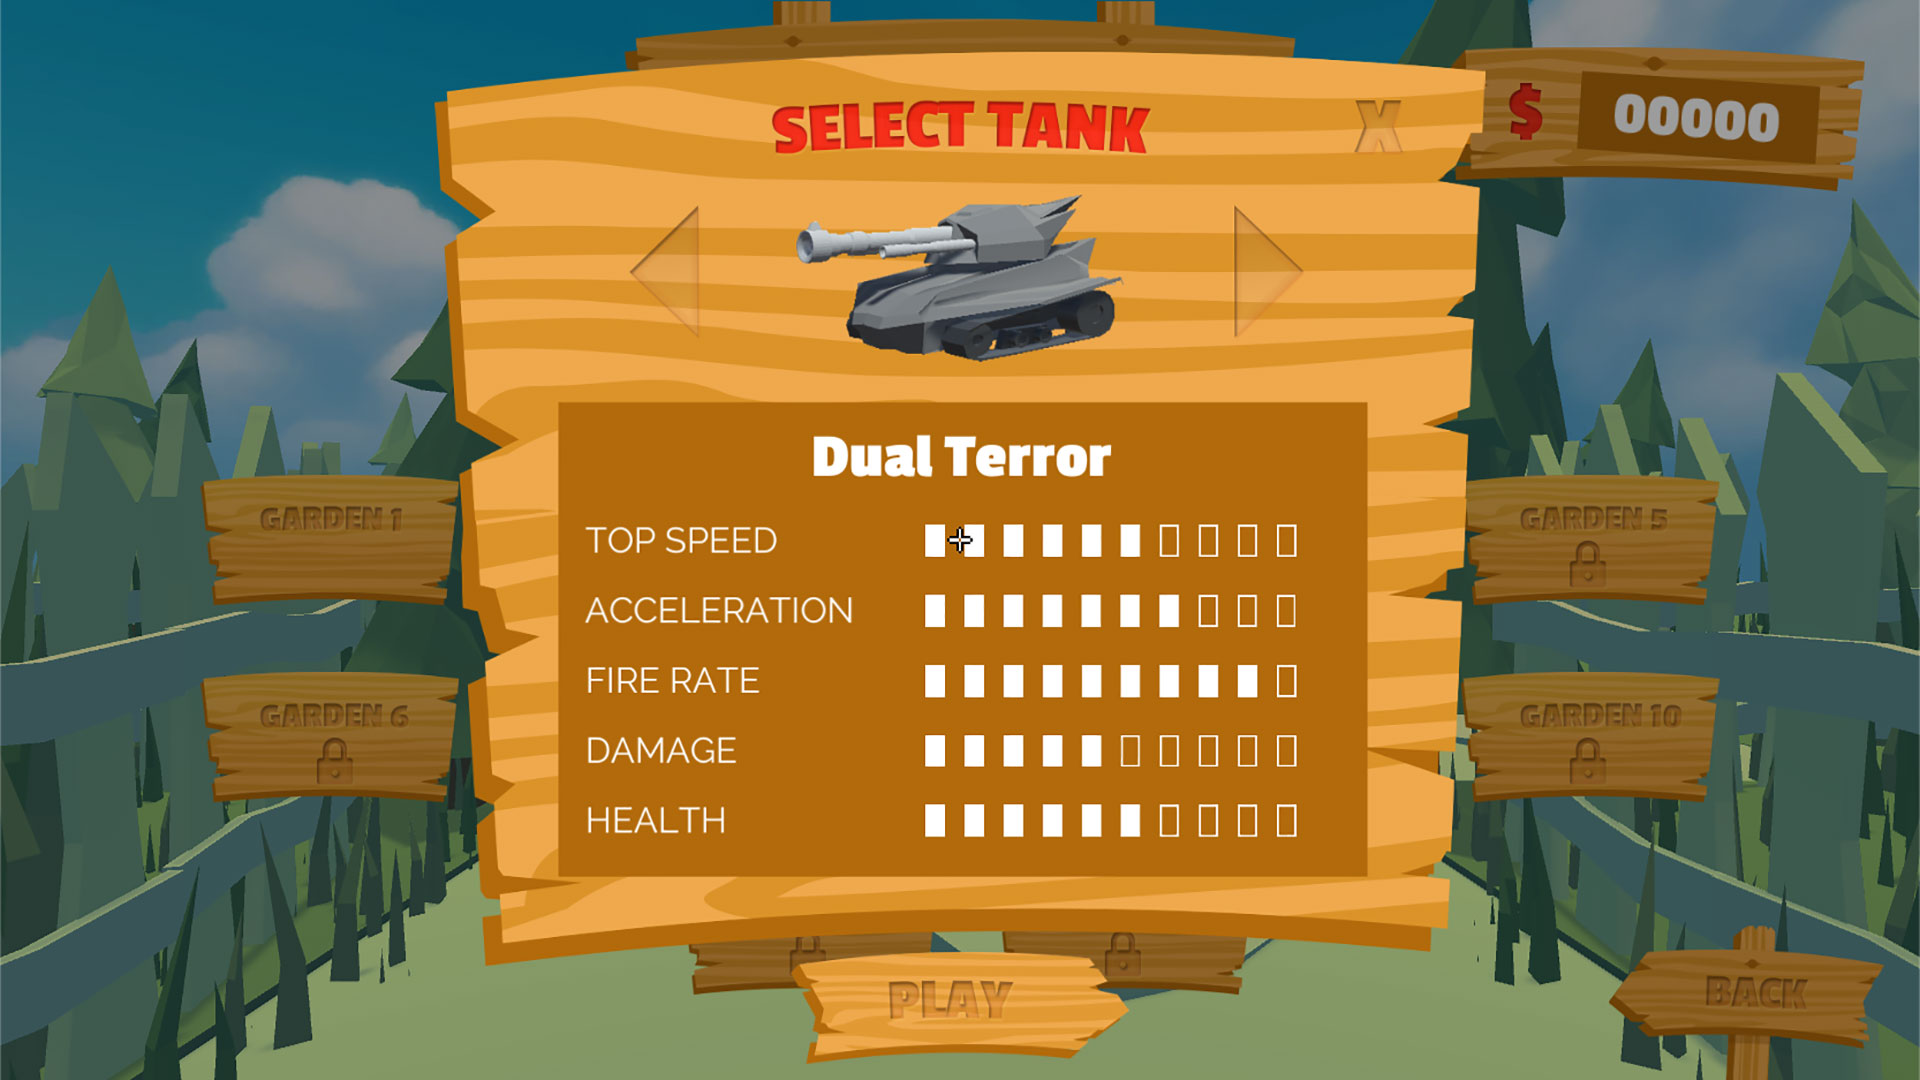 SELECT TANK
X
$ 00000
Dual Terror
TOP SPEED
ACCELERATION
FIRE RATE
DAMAGE
HEALTH
GARDEN 1
GARDEN 5
GARDEN 6
GARDEN 10
PLAY
BACK